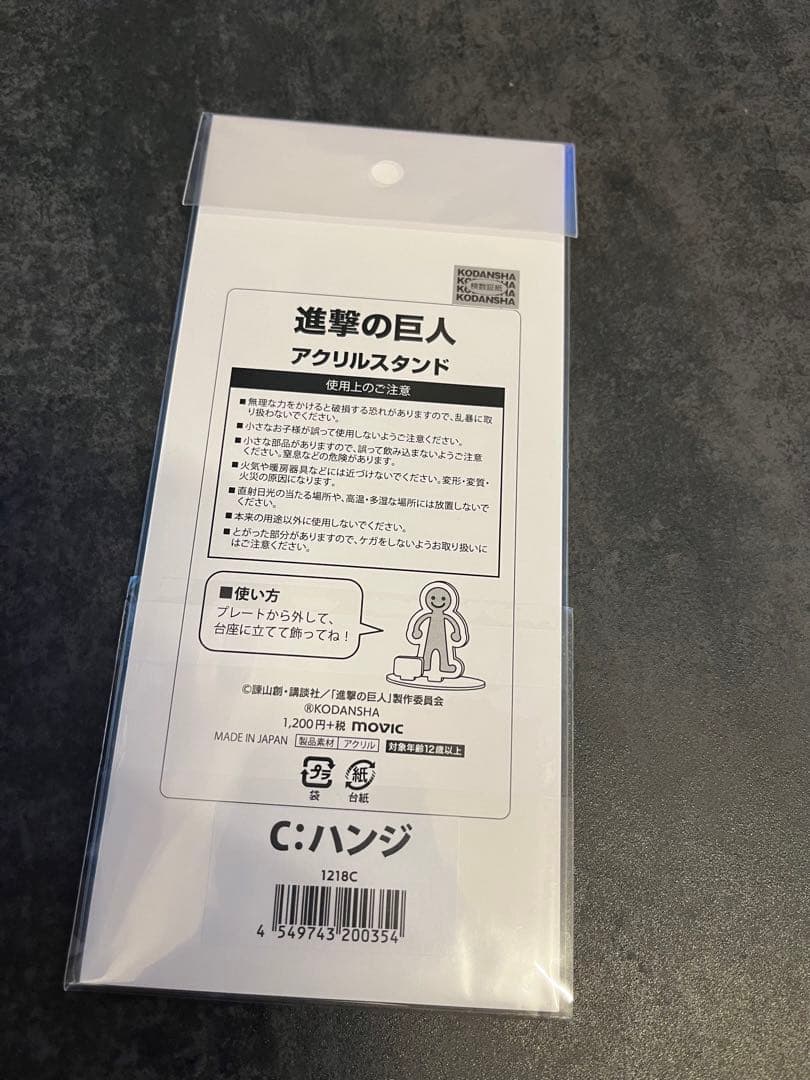 KODANSHA
検数証紙
KODANSHA
進撃の巨人
アクリルスタンド
使用上のご注意
■無理な力をかけると破損する恐れがありますので、乱暴に取
り扱わないでください。
■小さなお子様が誤って使用しないようご注意ください。
■小さな部品がありますので、誤って飲み込まないようご注意
ください。窒息などの危険があります。
■火気や暖房器具などには近づけないでください。変形・変質・
火災の原因になります。
■直射日光の当たる場所や、高温・多湿な場所には放置しないで
ください。
■本来の用途以外に使用しないでください。
■とがった部分がありますので、ケガをしないようお取り扱いに
はご注意ください。
■使い方
プレートから外して、
台座に立てて飾ってね!
©諫山創・講談社/「進撃の巨人」製作委員会
®KODANSHA
1,200円+税 movic
MADE IN JAPAN 製品素材 アクリル 対象年齢12歳以上
プラ 紙
袋 台紙
C:ハンジ
1218C
4 549743 200354